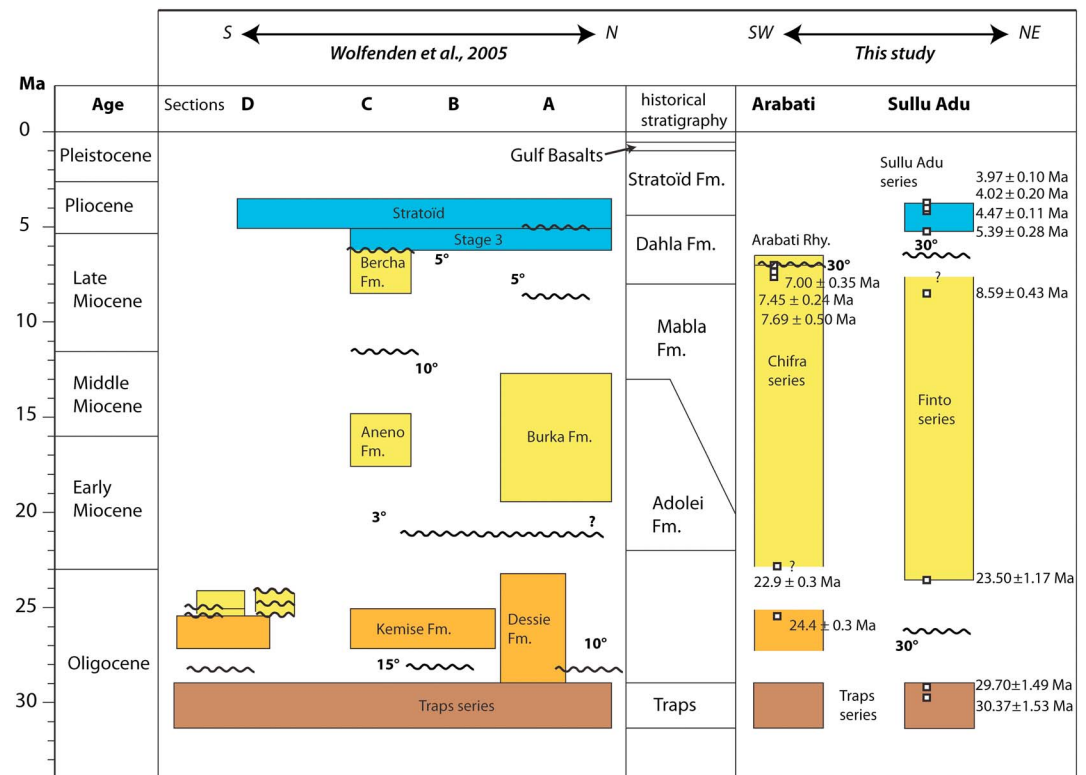 S N
Wolfenden et al., 2005
SW NE
This study
Ma
Age
Sections D C B A
historical
stratigraphy
Arabati
Sullu Adu
0
5
10
15
20
25
30
Pleistocene
Pliocene
Late
Miocene
Middle
Miocene
Early
Miocene
Oligocene
Stratoïd
Stage 3
Bercha
Fm.
5°
5°
10°
Aneno
Fm.
Burka Fm.
3°
?
Kemise Fm.
Dessie
Fm.
10°
15°
Traps series
Gulf Basalts
Stratoïd Fm.
Dahla Fm.
Mabla
Fm.
Adolei
Fm.
Traps
Arabati Rhy.
30°
7.00 ± 0.35 Ma
7.45 ± 0.24 Ma
7.69 ± 0.50 Ma
Chifra
series
?
22.9 ± 0.3 Ma
24.4 ± 0.3 Ma
Traps
series
Sullu Adu
series
3.97 ± 0.10 Ma
4.02 ± 0.20 Ma
4.47 ± 0.11 Ma
5.39 ± 0.28 Ma
30°
?
8.59 ± 0.43 Ma
Finto
series
23.50±1.17 Ma
30°
29.70±1.49 Ma
30.37±1.53 Ma